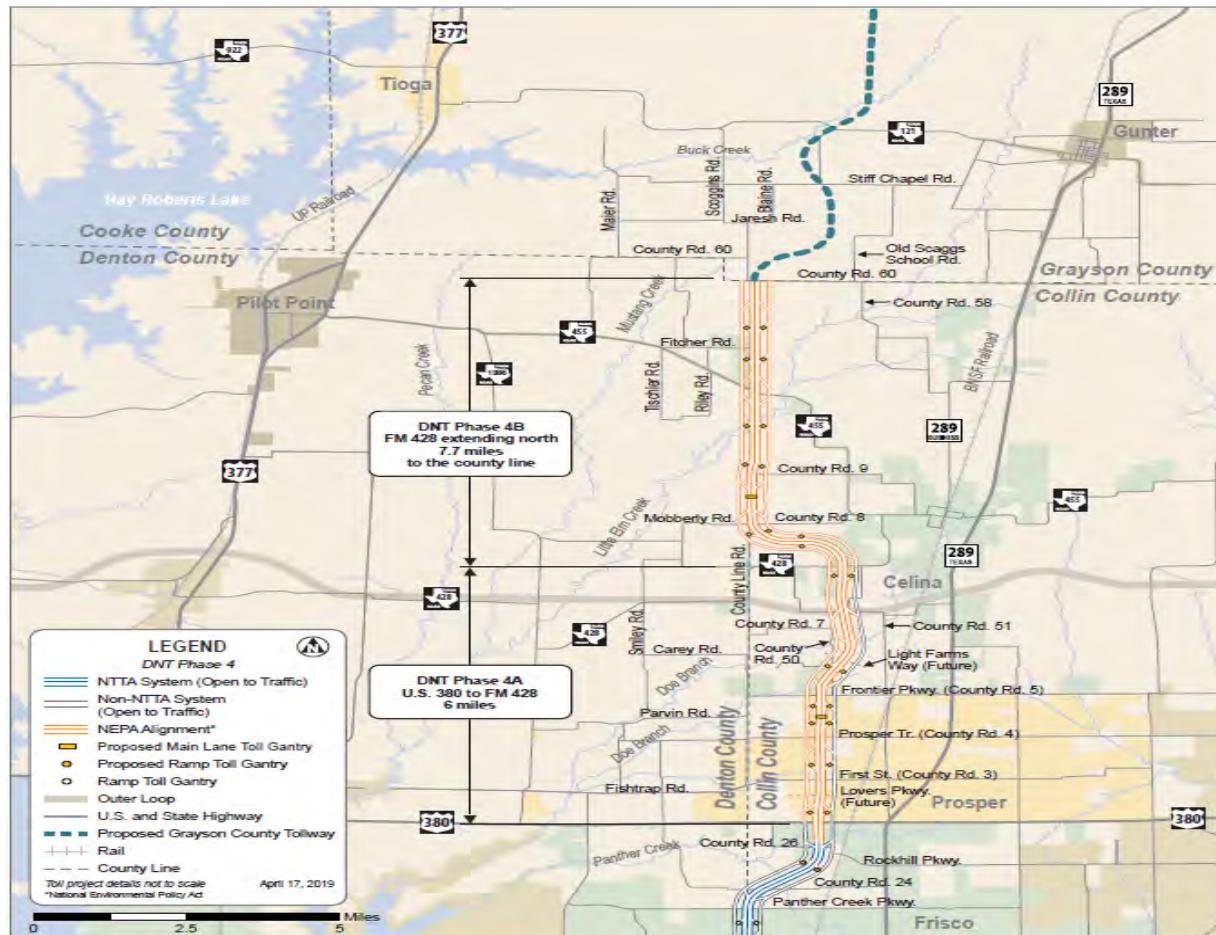 377
922
Tioga
289
TEXAS
121
Gunter
Buck Creek
Scoggins Rd.
Blaine Rd.
Maier Rd.
Stiff Chapel Rd.
Ray Roberts Lake
UP Railroad
Jaresh Rd.
Cooke County
Denton County
County Rd. 60
Old Scaggs
School Rd.
County Rd. 60
Grayson County
Collin County
Pilot Point
Mustang Creek
County Rd. 58
455
Fitcher Rd.
Pecan Creek
Tischler Rd.
Riley Rd.
BNSF Railroad
DNT Phase 4B
FM 428 extending north
7.7 miles
to the county line
455
289
BUSINESS
377
County Rd. 9
455
Little Elm Creek
Mobberly Rd.
County Rd. 8
County Line Rd.
428
289
TEXAS
Celina
428
428
Smiley Rd.
County Rd. 7
County Rd. 51
Carey Rd.
County
Rd. 50
Light Farms
Way (Future)
Doe Branch
DNT Phase 4A
U.S. 380 to FM 428
6 miles
Frontier Pkwy. (County Rd. 5)
Parvin Rd.
Doe Branch
Prosper Tr. (County Rd. 4)
Denton County
Collin County
First St. (County Rd. 3)
Fishtrap Rd.
Lovers Pkwy.
(Future)
Prosper
380
380
County Rd. 26
Panther Creek
Rockhill Pkwy.
County Rd. 24
Panther Creek Pkwy.
Frisco
LEGEND
N
DNT Phase 4
NTTA System (Open to Traffic)
Non-NTTA System
(Open to Traffic)
NEPA Alignment*
Proposed Main Lane Toll Gantry
Proposed Ramp Toll Gantry
Ramp Toll Gantry
Outer Loop
U.S. and State Highway
Proposed Grayson County Tollway
Rail
County Line
Toll project details not to scale
April 17, 2019
*National Environmental Policy Act
Miles
0
2.5
5